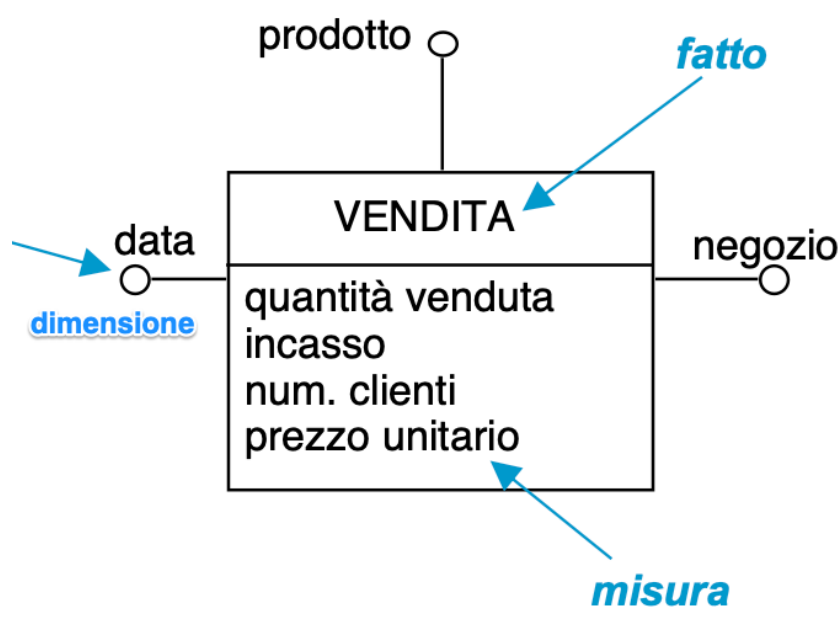 prodotto
fatto
VENDITA
data
negozio
dimensione
quantità venduta
incasso
num. clienti
prezzo unitario
misura